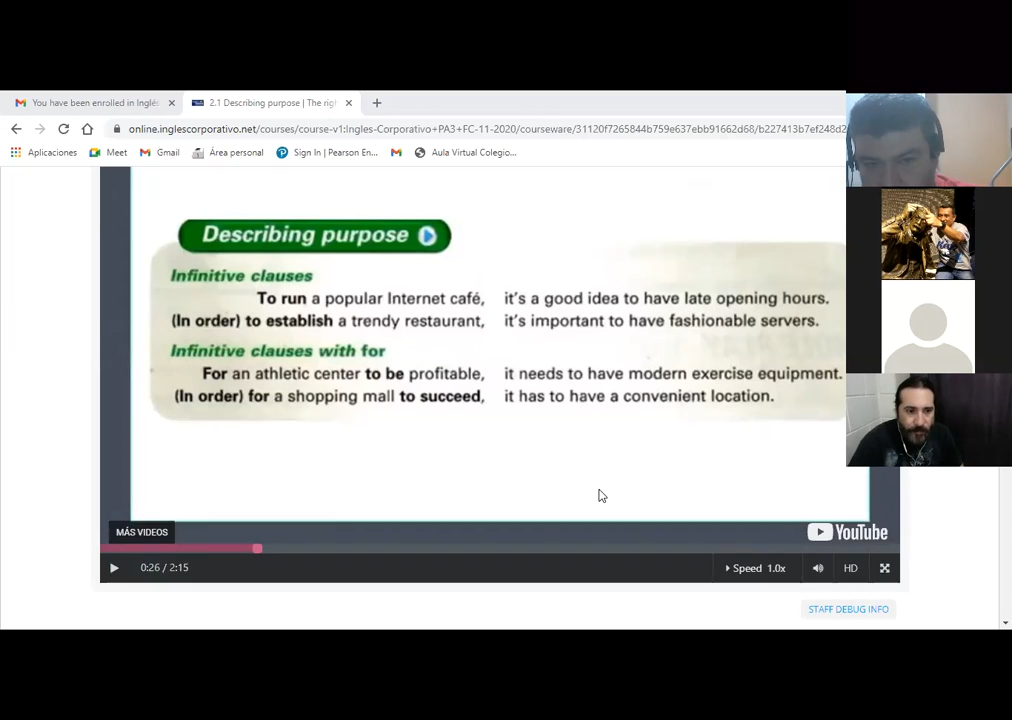 You have been enrolled in Inglé
2.1 Describing purpose | The rig
online.inglescorporativo.net/courses/course-v1:Ingles-Corporativo+PA3+FC-11-2020/courseware/31120f7265844b759e637ebb91662d68/b227413b7ef248d2
Aplicaciones Meet Gmail Área personal Sign In | Pearson En... Aula Virtual Colegio...
Describing purpose
Infinitive clauses
To run a popular Internet café, it's a good idea to have late opening hours.
(In order) to establish a trendy restaurant, it's important to have fashionable servers.
Infinitive clauses with for
For an athletic center to be profitable, it needs to have modern exercise equipment.
(In order) for a shopping mall to succeed, it has to have a convenient location.
MÁS VIDEOS
YouTube
0:26 / 2:15 Speed 1.0x HD
STAFF DEBUG INFO